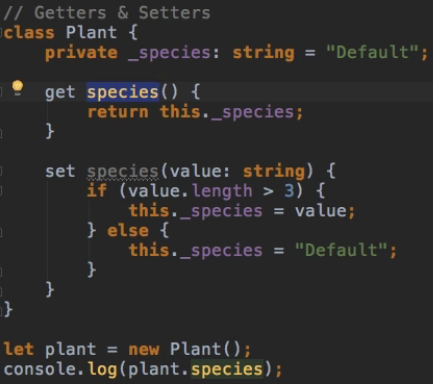 // Getters & Setters
class Plant {
    private _species: string = "Default";

    get species() {
        return this._species;
    }

    set species(value: string) {
        if (value.length > 3) {
            this._species = value;
        } else {
            this._species = "Default";
        }
    }
}

let plant = new Plant();
console.log(plant.species);